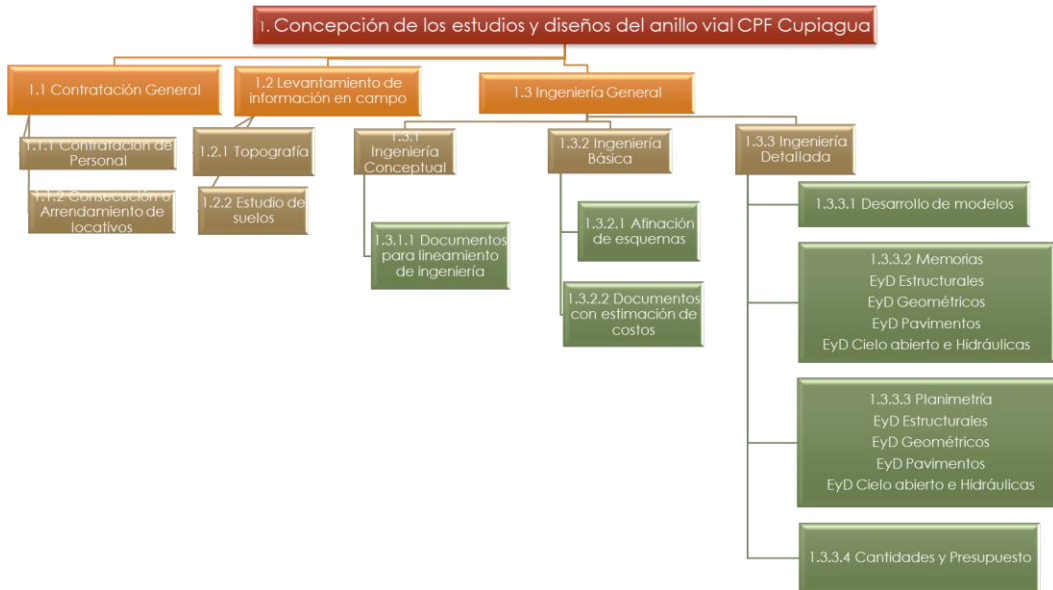 1. Concepción de los estudios y diseños del anillo vial CPF Cupiagua
1.1 Contratación General
1.2 Levantamiento de
información en campo
1.3 Ingeniería General
1.1.1 Contratación de
Personal
1.1.2 Consecución o
Arrendamiento de
locativos
1.2.1 Topografía
1.2.2 Estudio de
suelos
1.3.1
Ingeniería
Conceptual
1.3.1.1 Documentos
para lineamiento
de ingeniería
1.3.2 Ingeniería
Básica
1.3.2.1 Afinación
de esquemas
1.3.2.2 Documentos
con estimación de
costos
1.3.3 Ingeniería
Detallada
1.3.3.1 Desarrollo de modelos
1.3.3.2 Memorias
EyD Estructurales
EyD Geométricos
EyD Pavimentos
EyD Cielo abierto e Hidráulicas
1.3.3.3 Planimetría
EyD Estructurales
EyD Geométricos
EyD Pavimentos
EyD Cielo abierto e Hidráulicas
1.3.3.4 Cantidades y Presupuesto